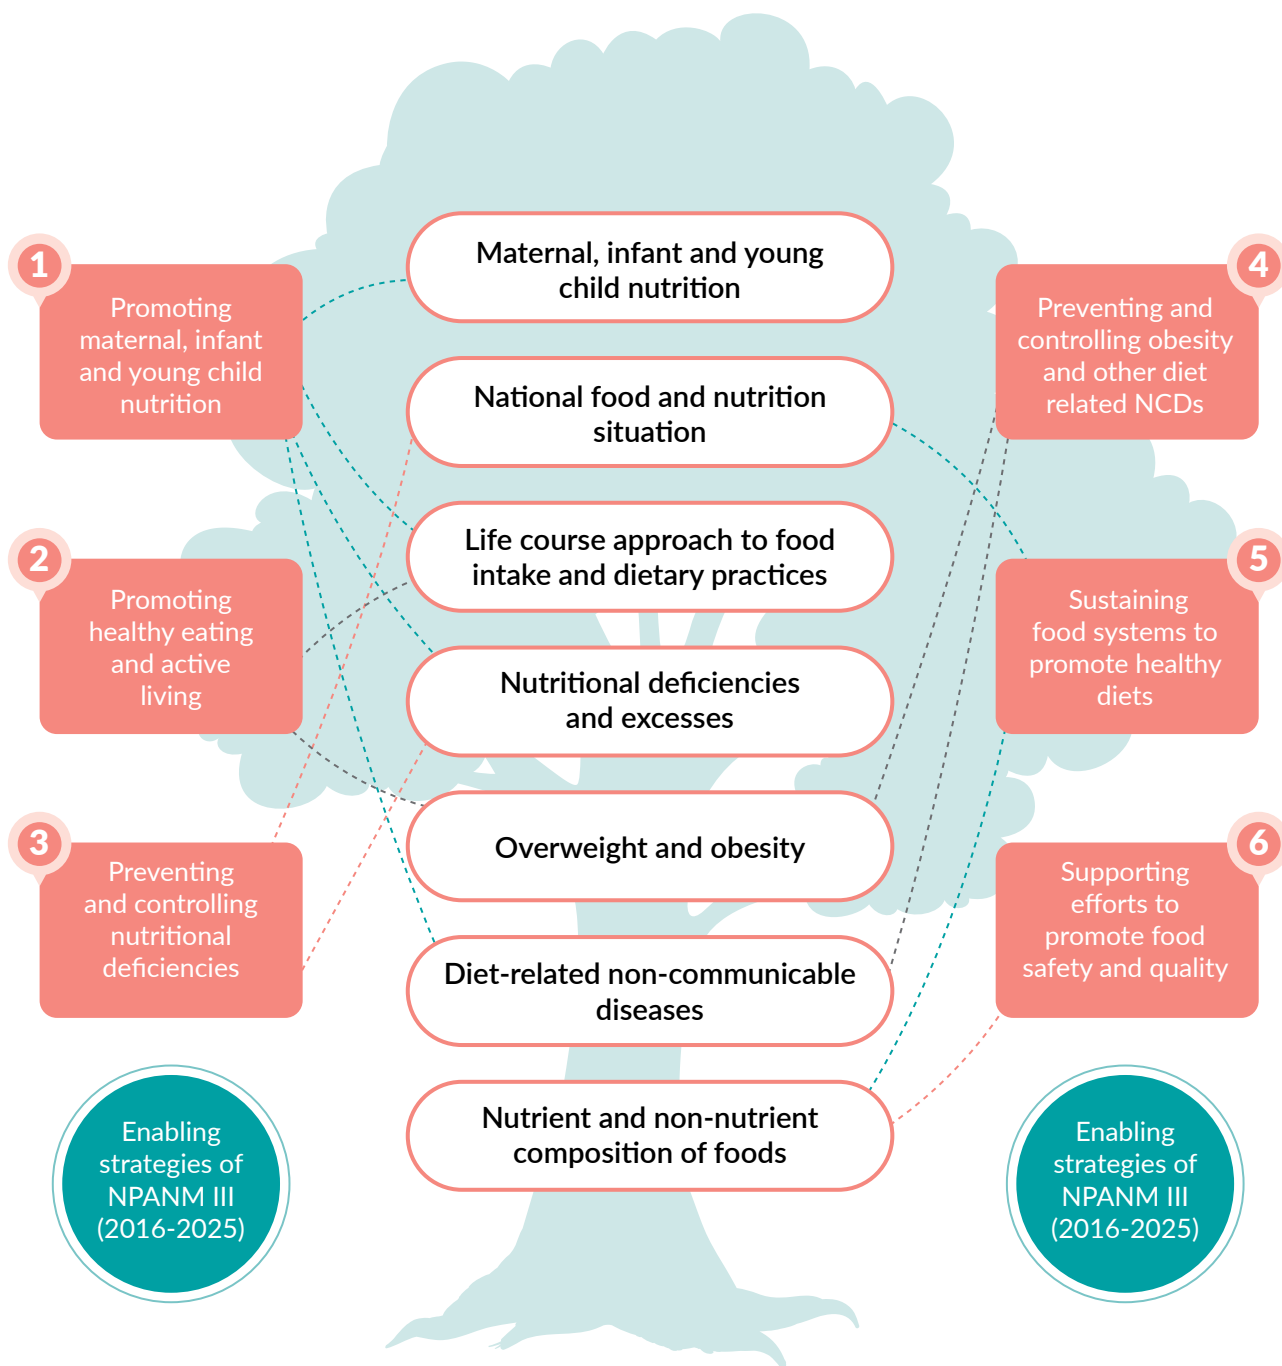 1
Promoting
maternal, infant
and young child
nutrition
2
Promoting
healthy eating
and active
living
3
Preventing
and controlling
nutritional
deficiencies
Enabling
strategies of
NPANM III
(2016-2025)
Maternal, infant and young
child nutrition
National food and nutrition
situation
Life course approach to food
intake and dietary practices
Nutritional deficiencies
and excesses
Overweight and obesity
Diet-related non-communicable
diseases
Nutrient and non-nutrient
composition of foods
4
Preventing and
controlling obesity
and other diet
related NCDs
5
Sustaining
food systems to
promote healthy
diets
6
Supporting
efforts to
promote food
safety and quality
Enabling
strategies of
NPANM III
(2016-2025)